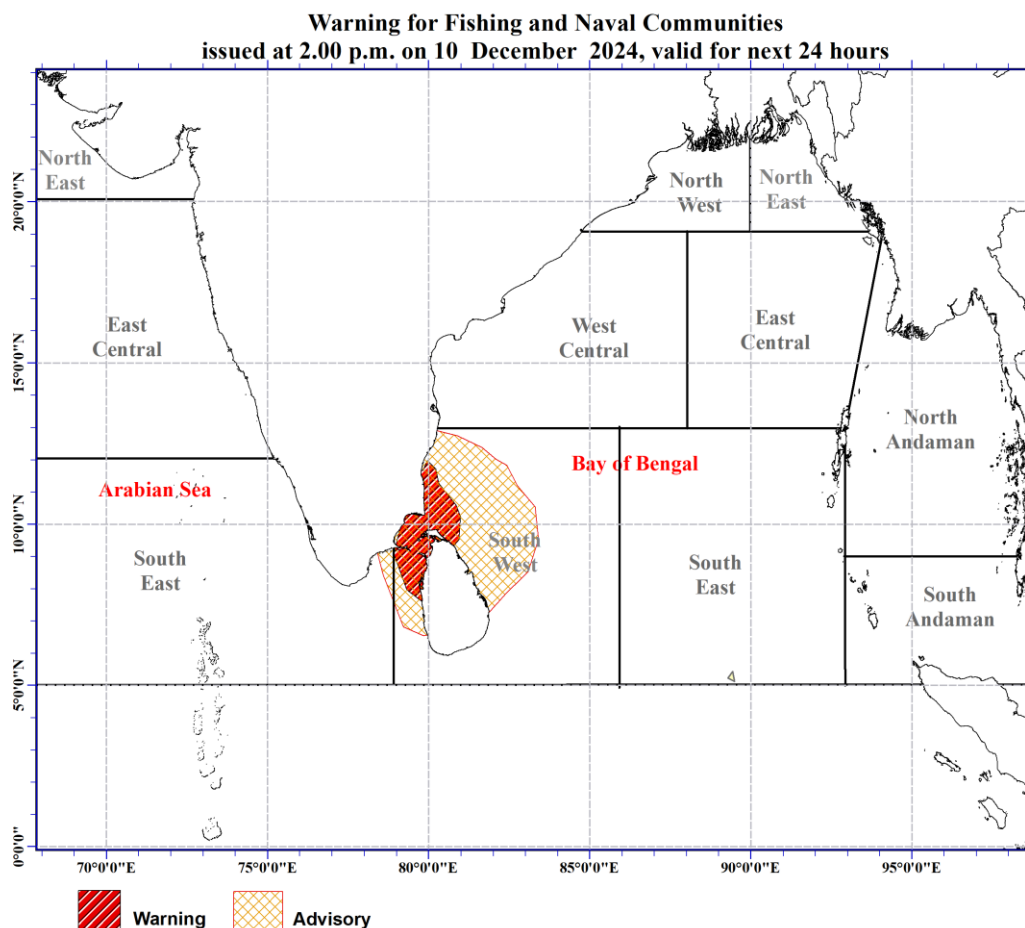 Warning for Fishing and Naval Communities
issued at 2.00 p.m. on 10 December 2024, valid for next 24 hours
North
East
North
West
North
East
20°0'0"N
East
Central
West
Central
East
Central
15°0'0"N
North
Andaman
Bay of Bengal
Arabian Sea
10°0'0"N
South
East
South
West
South
East
South
Andaman
5°0'0"N
0°0'0"
70°0'0"E
75°0'0"E
80°0'0"E
85°0'0"E
90°0'0"E
95°0'0"E
Warning
Advisory